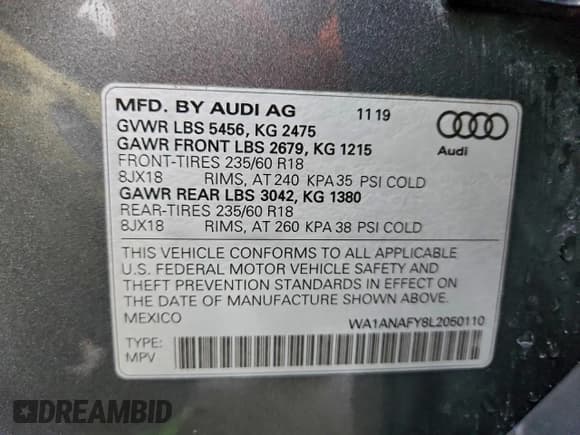 MFD. BY AUDI AG 11 19
GVWR LBS 5456, KG 2475
GAWR FRONT LBS 2679, KG 1215
FRONT-TIRES 235/60 R18
8JX18 RIMS, AT 240 KPA 35 PSI COLD
GAWR REAR LBS 3042, KG 1380
REAR-TIRES 235/60 R18
8JX18 RIMS, AT 260 KPA 38 PSI COLD
Audi
THIS VEHICLE CONFORMS TO ALL APPLICABLE
U.S. FEDERAL MOTOR VEHICLE SAFETY AND
THEFT PREVENTION STANDARDS IN EFFECT ON
THE DATE OF MANUFACTURE SHOWN ABOVE.
MEXICO WA1ANAFY8L2050110
TYPE:
MPV
DREAMBID